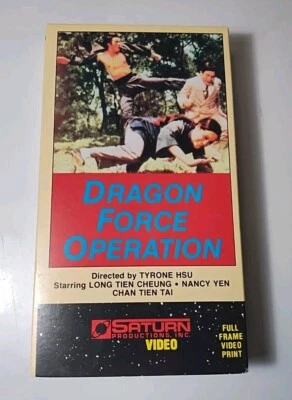 DRAGON
FORCE
OPERATION
Directed by TYRONE HSU
Starring LONG TIEN CHEUNG • NANCY YEN
CHAN TIEN TAI
SATURN
PRODUCTIONS, INC.
VIDEO
FULL
FRAME
VIDEO
PRINT